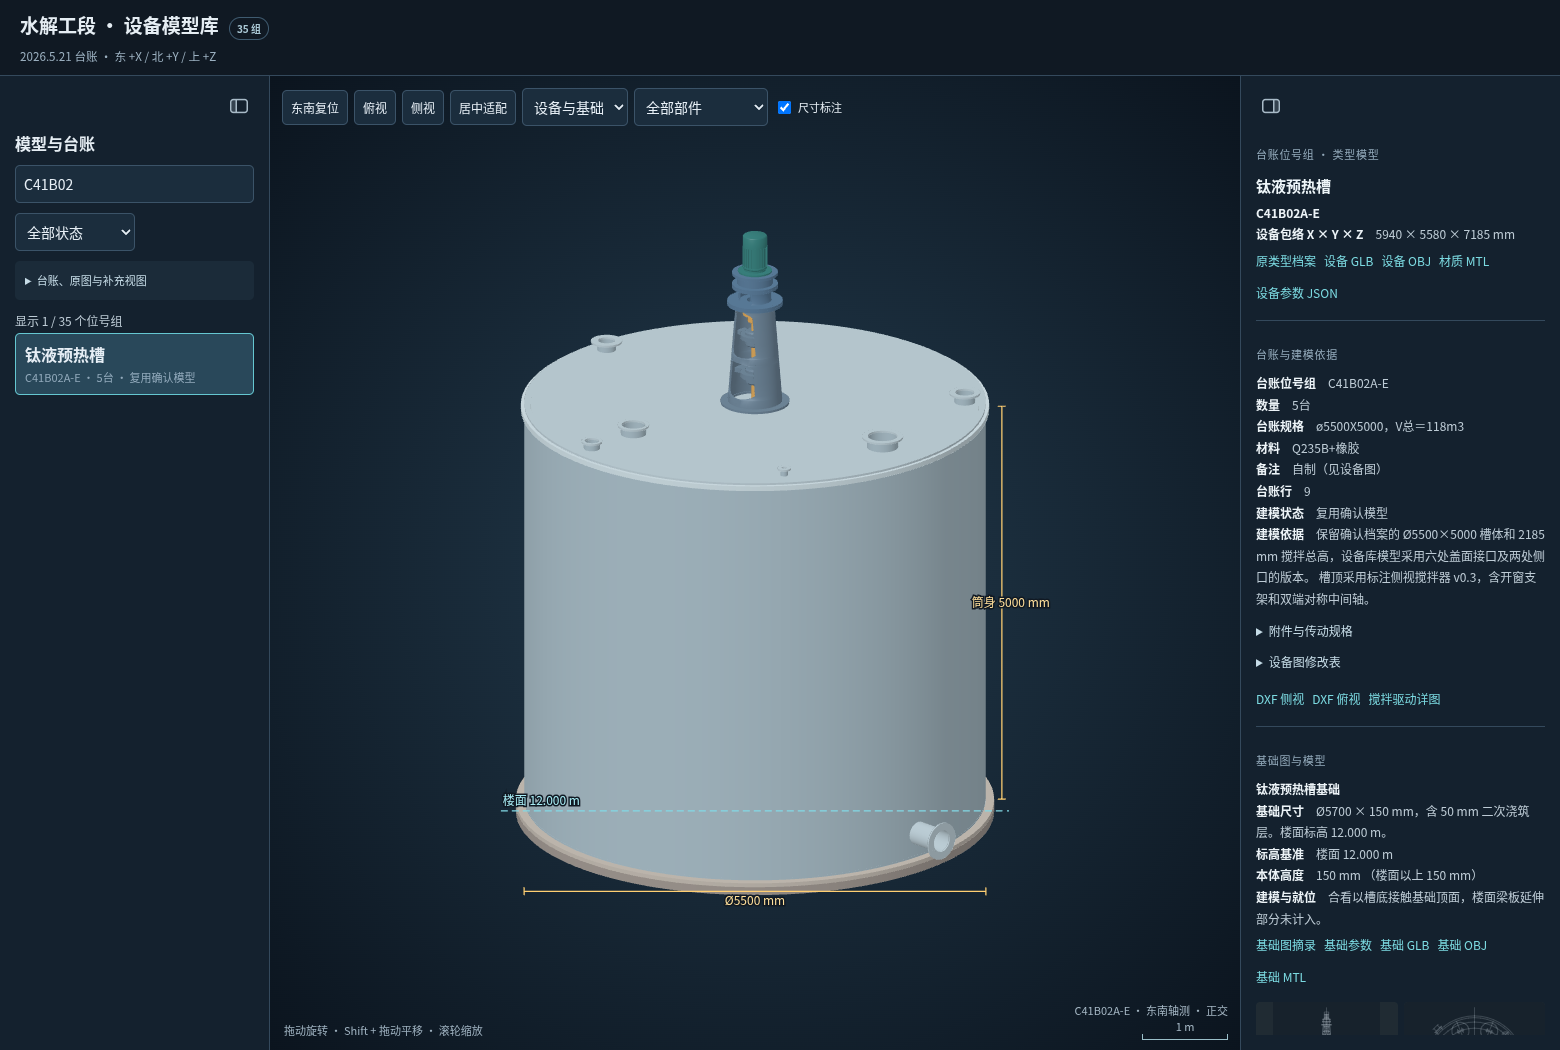 水解工段 · 设备模型库 35 组
2026.5.21 台账 · 东 +X / 北 +Y / 上 +Z
模型与台账
C41B02
全部状态
台账、原图与补充视图
显示 1 / 35 个位号组
钛液预热槽
C41B02A-E · 5台 · 复用确认模型
东南复位 俯视 侧视 居中适配 设备与基础 全部部件 尺寸标注
筒身 5000 mm
楼面 12.000 m
Ø5500 mm
拖动旋转 · Shift + 拖动平移 · 滚轮缩放
C41B02A-E · 东南轴测 · 正交
1 m
台账位号组 · 类型模型
钛液预热槽
C41B02A-E
设备包络 X × Y × Z 5940 × 5580 × 7185 mm
原类型档案 设备 GLB 设备 OBJ 材质 MTL
设备参数 JSON
台账与建模依据
台账位号组 C41B02A-E
数量 5台
台账规格 ø5500X5000，V总＝118m3
材料 Q235B+橡胶
备注 自制（见设备图）
台账行 9
建模状态 复用确认模型
建模依据 保留确认档案的 Ø5500×5000 槽体和 2185
mm 搅拌总高，设备库模型采用六处盖面接口及两处侧
口的版本。 槽顶采用标注侧视搅拌器 v0.3，含开窗支
架和双端对称中间轴。
附件与传动规格
设备图修改表
DXF 侧视 DXF 俯视 搅拌驱动详图
基础图与模型
钛液预热槽基础
基础尺寸 Ø5700 × 150 mm，含 50 mm 二次浇筑
层。楼面标高 12.000 m。
标高基准 楼面 12.000 m
本体高度 150 mm （楼面以上 150 mm）
建模与就位 合看以槽底接触基础顶面，楼面梁板延伸
部分未计入。
基础图摘录 基础参数 基础 GLB 基础 OBJ
基础 MTL